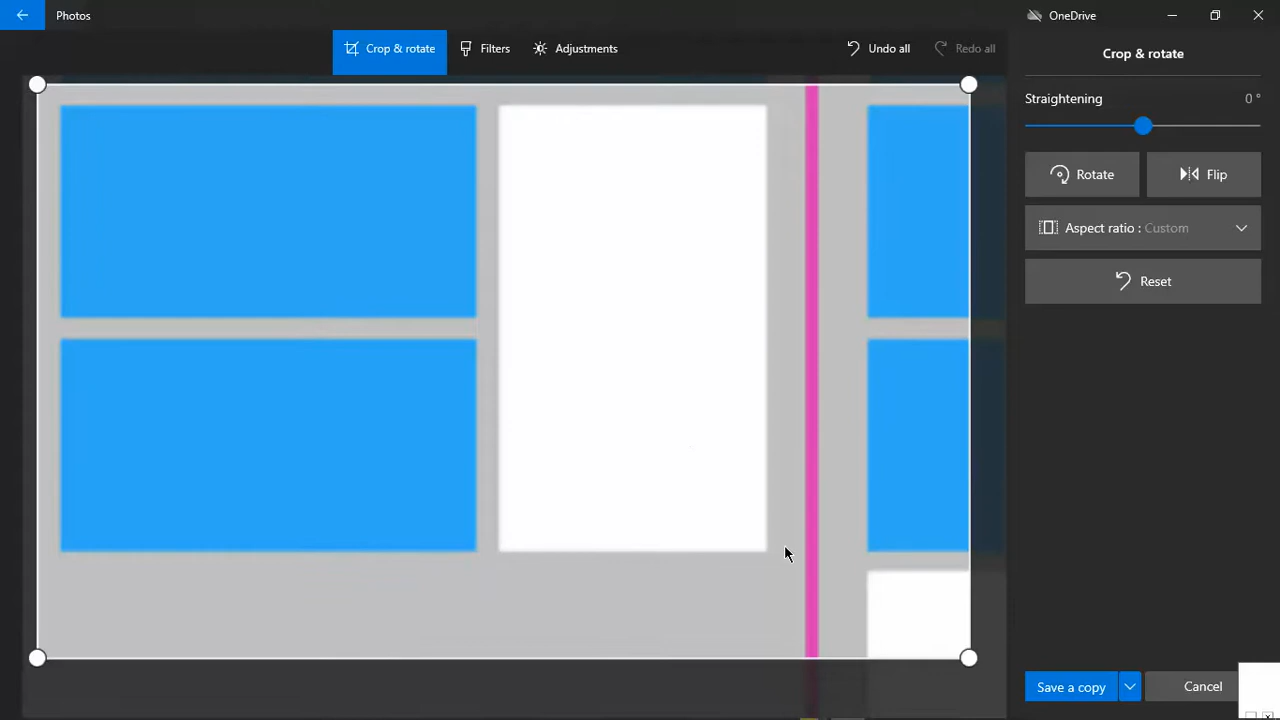 Photos
OneDrive
Crop & rotate
Filters
Adjustments
Undo all
Redo all
Crop & rotate
Straightening
0 °
Rotate
Flip
Aspect ratio : Custom
Reset
Save a copy
Cancel